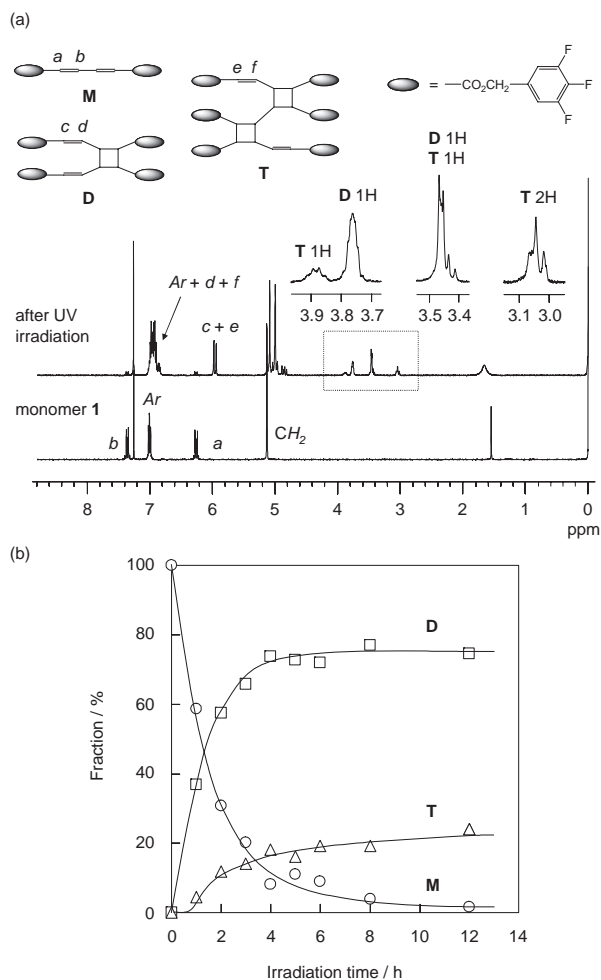 (a)
a b
M
c d
D
e f
T
= CO₂CH₂ F F F
D 1H
T 1H
T 1H
D 1H
T 2H
3.9 3.8 3.7
3.5 3.4
3.1 3.0
after UV
irradiation
Ar + d + f
c + e
monomer 1
b
Ar
a
CH₂
8 7 6 5 4 3 2 1 0
ppm
(b)
100
80
60
40
20
0
Fraction / %
D
T
M
0 2 4 6 8 10 12 14
Irradiation time / h